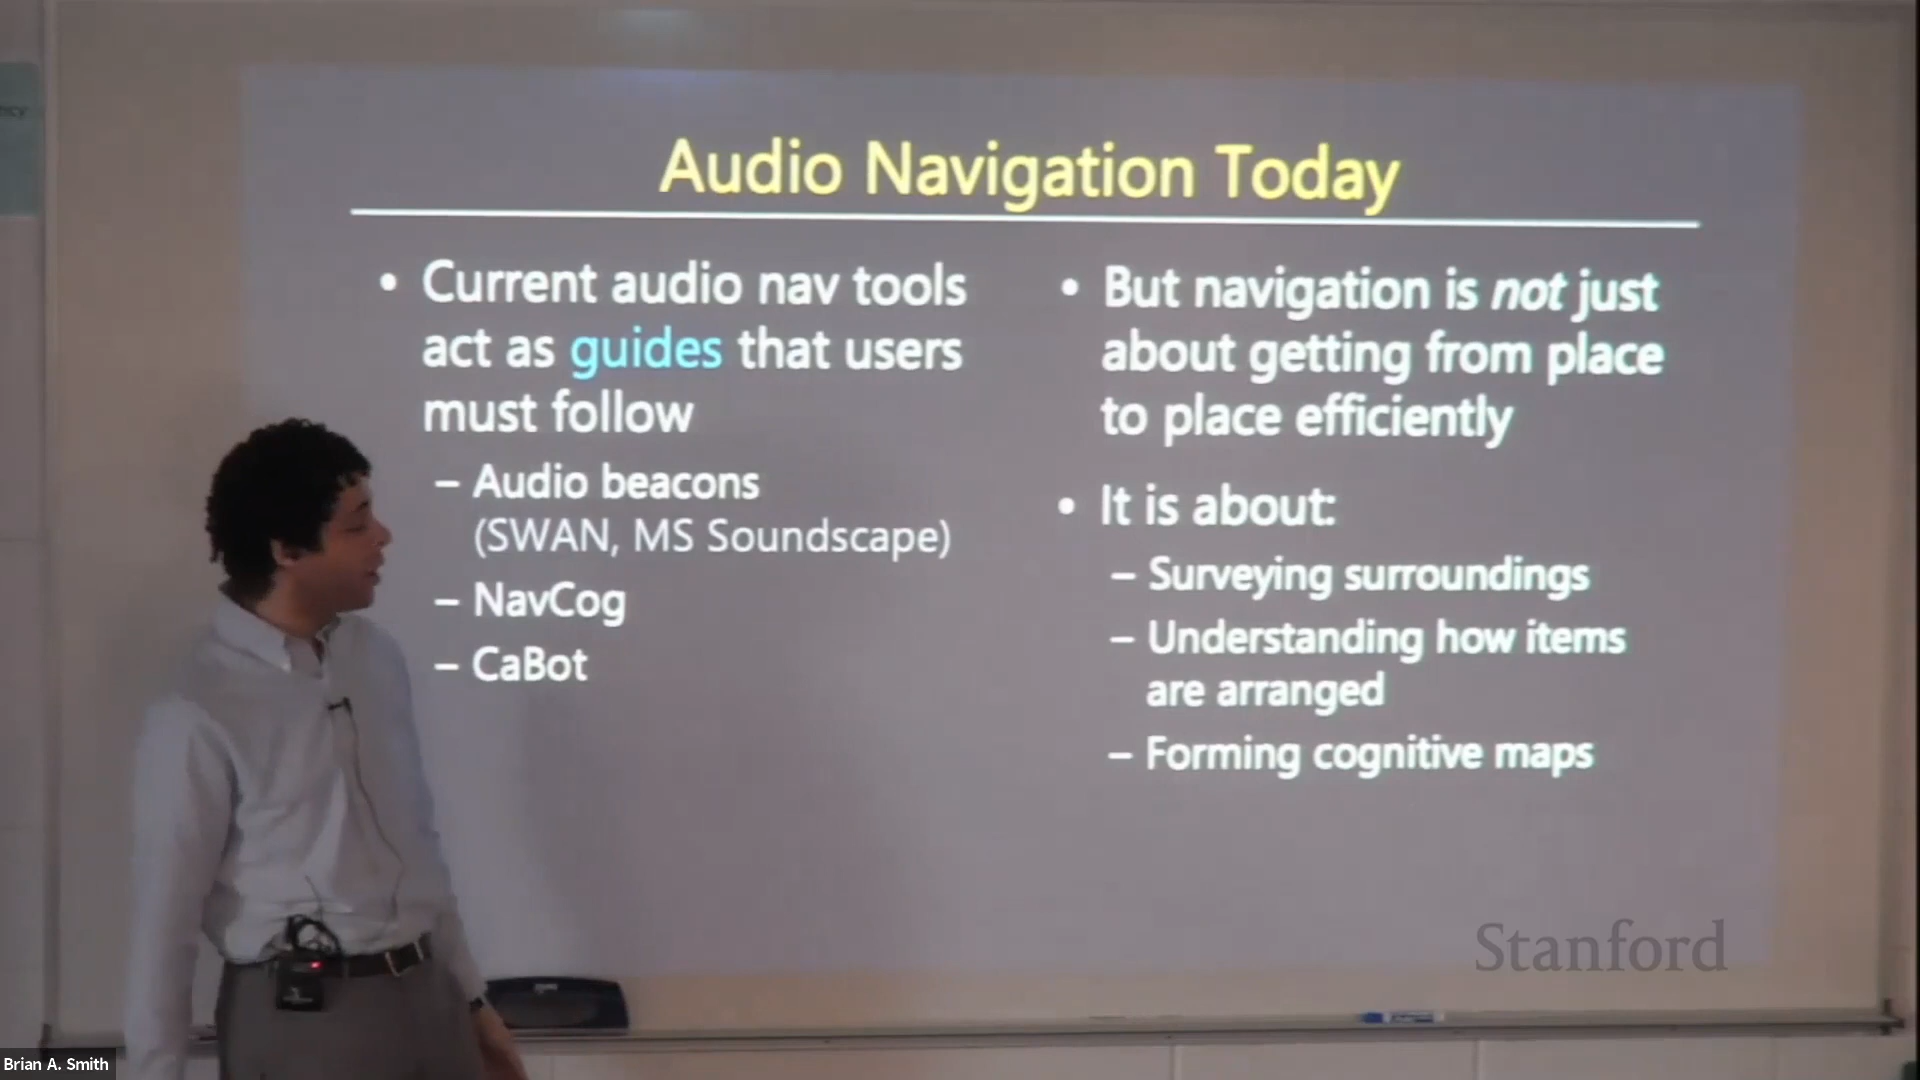 Audio Navigation Today
• Current audio nav tools
act as guides that users
must follow
– Audio beacons
(SWAN, MS Soundscape)
– NavCog
– CaBot
• But navigation is not just
about getting from place
to place efficiently
• It is about:
– Surveying surroundings
– Understanding how items
are arranged
– Forming cognitive maps
Stanford
Brian A. Smith